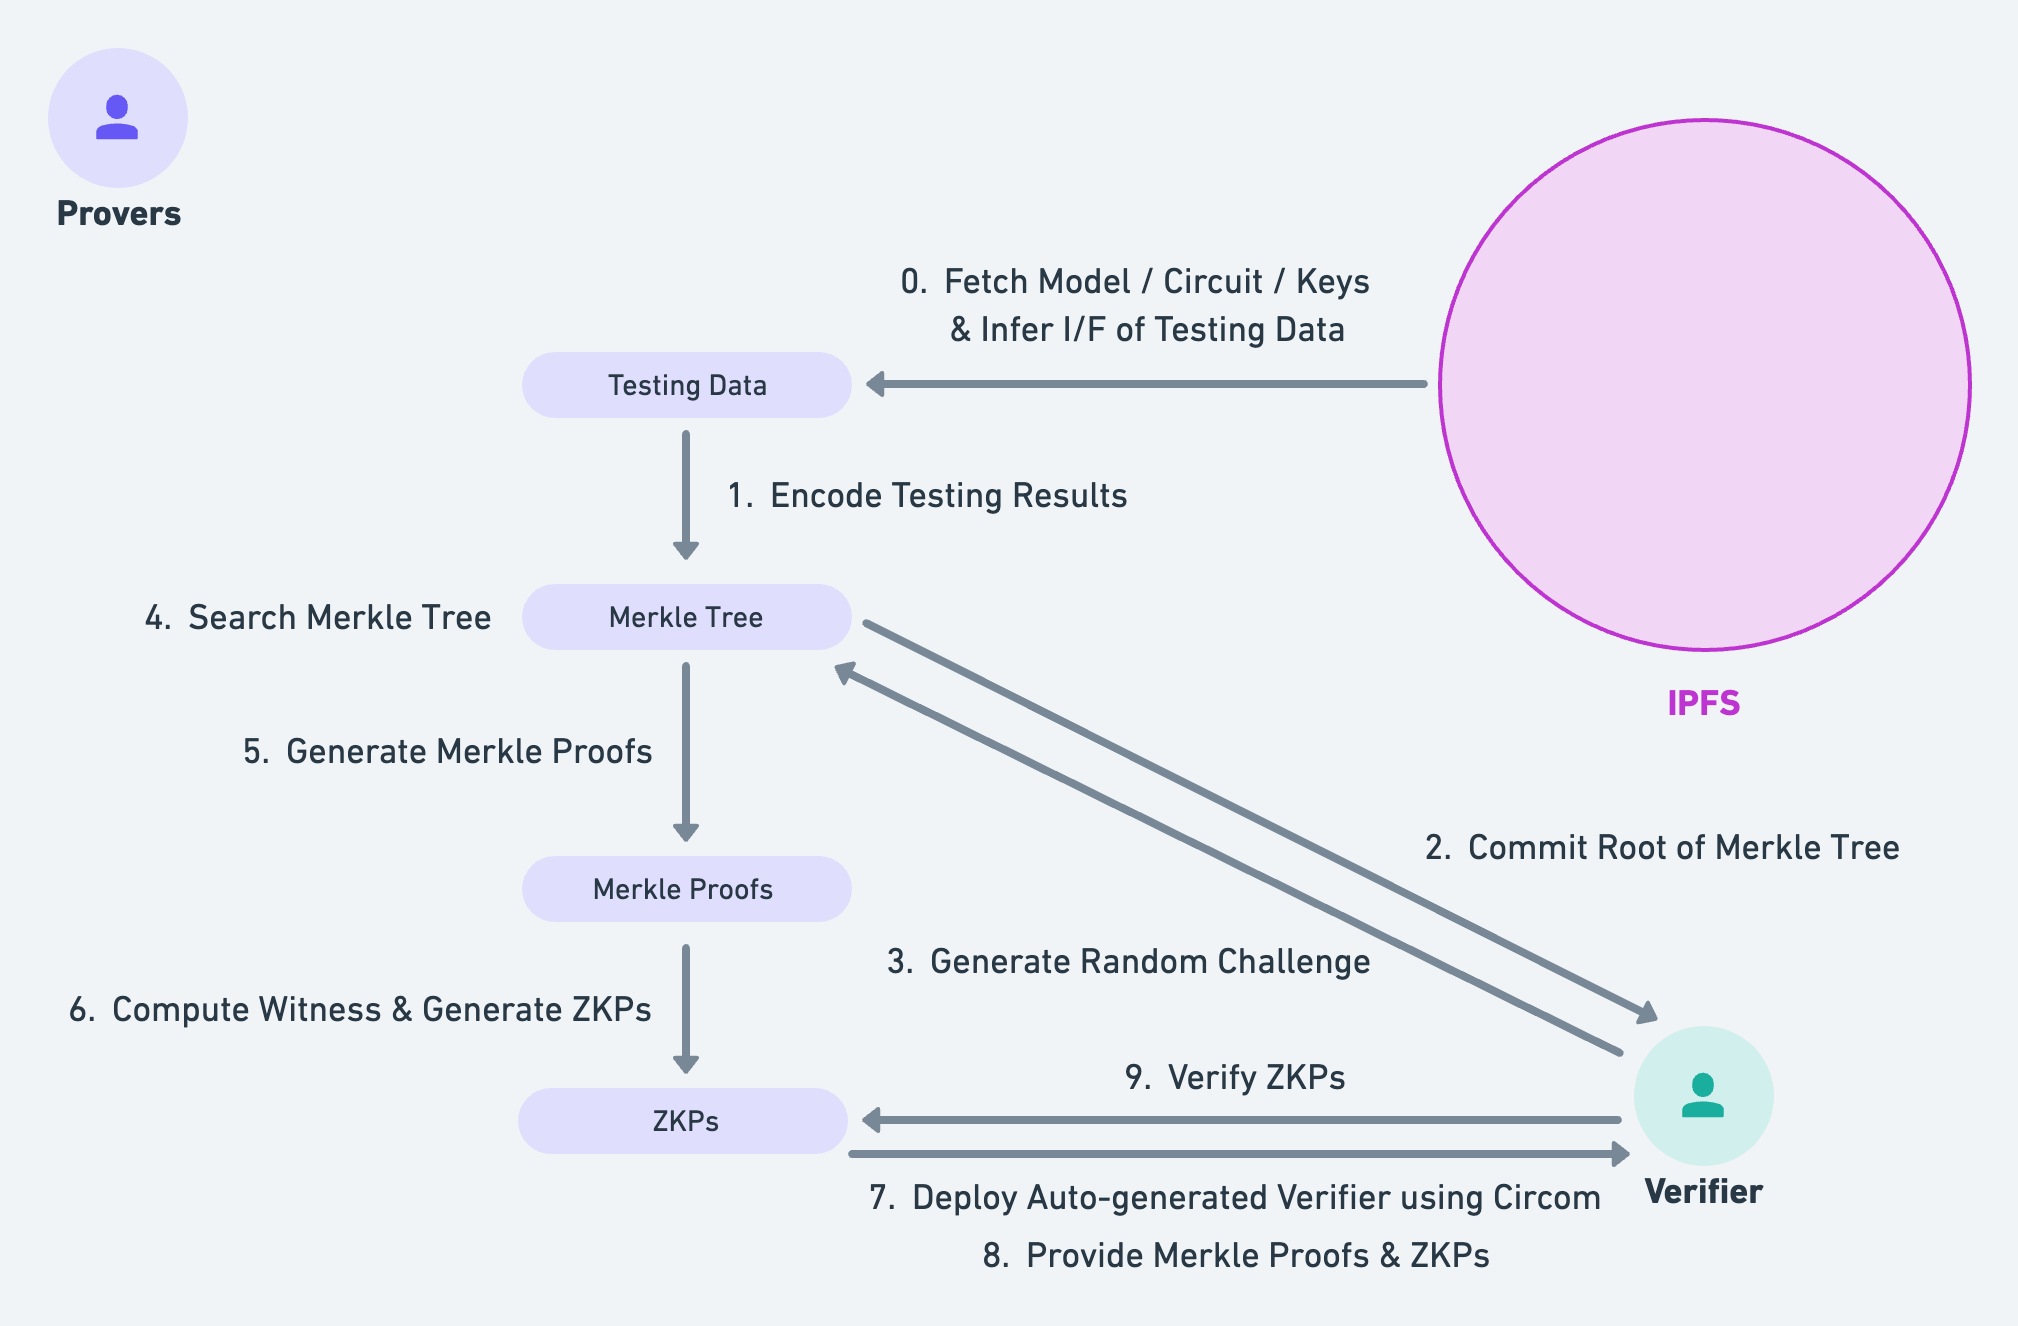 Provers
0. Fetch Model / Circuit / Keys
& Infer I/F of Testing Data
Testing Data
1. Encode Testing Results
4. Search Merkle Tree
Merkle Tree
IPFS
5. Generate Merkle Proofs
2. Commit Root of Merkle Tree
Merkle Proofs
3. Generate Random Challenge
6. Compute Witness & Generate ZKPs
9. Verify ZKPs
ZKPs
Verifier
7. Deploy Auto-generated Verifier using Circom
8. Provide Merkle Proofs & ZKPs